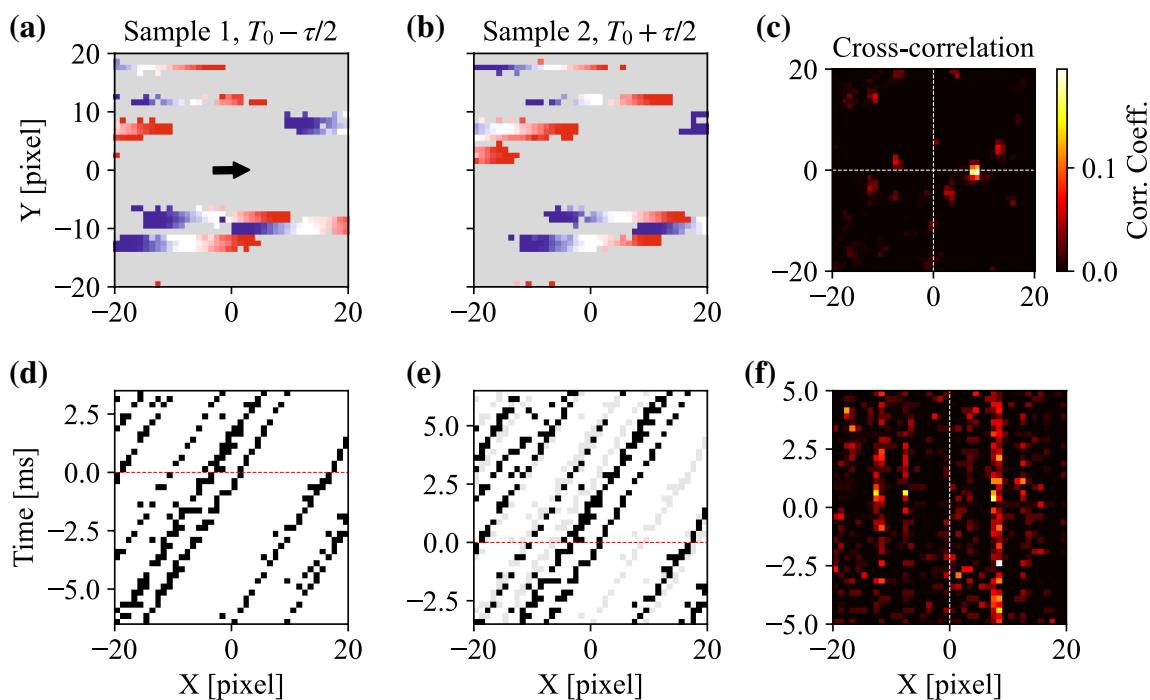 (a) Sample 1, T0 − τ/2
(b) Sample 2, T0 + τ/2
(c) Cross-correlation
Y [pixel]
20
10
0
−10
−20
−20 0 20
−20 0 20
20
0
−20
−20 0 20
0.1
0.0
Corr. Coeff.
(d)
(e)
(f)
Time [ms]
2.5
0.0
−2.5
−5.0
−20 0 20
X [pixel]
5.0
2.5
0.0
−2.5
−20 0 20
X [pixel]
5.0
2.5
0.0
−2.5
−5.0
−20 0 20
X [pixel]